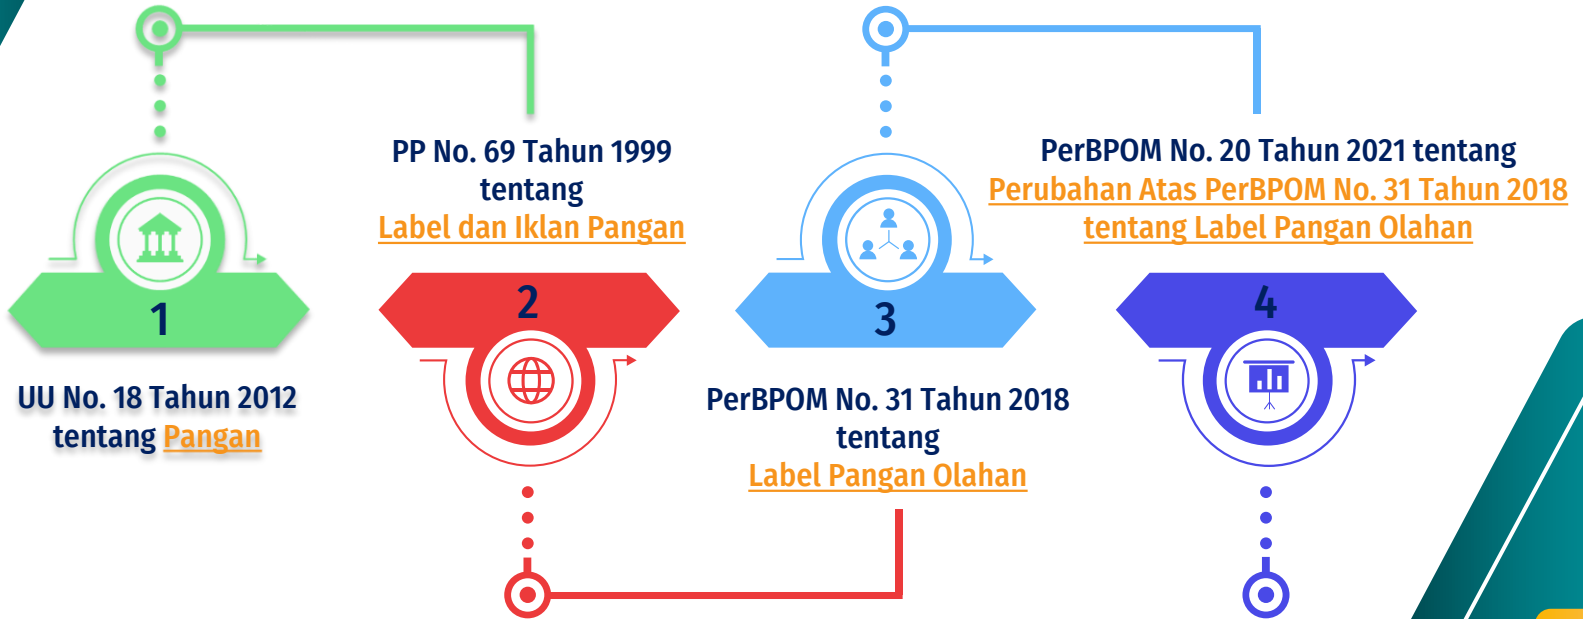 1
UU No. 18 Tahun 2012
tentang Pangan
PP No. 69 Tahun 1999
tentang
Label dan Iklan Pangan
2
3
PerBPOM No. 31 Tahun 2018
tentang
Label Pangan Olahan
PerBPOM No. 20 Tahun 2021 tentang
Perubahan Atas PerBPOM No. 31 Tahun 2018
tentang Label Pangan Olahan
4